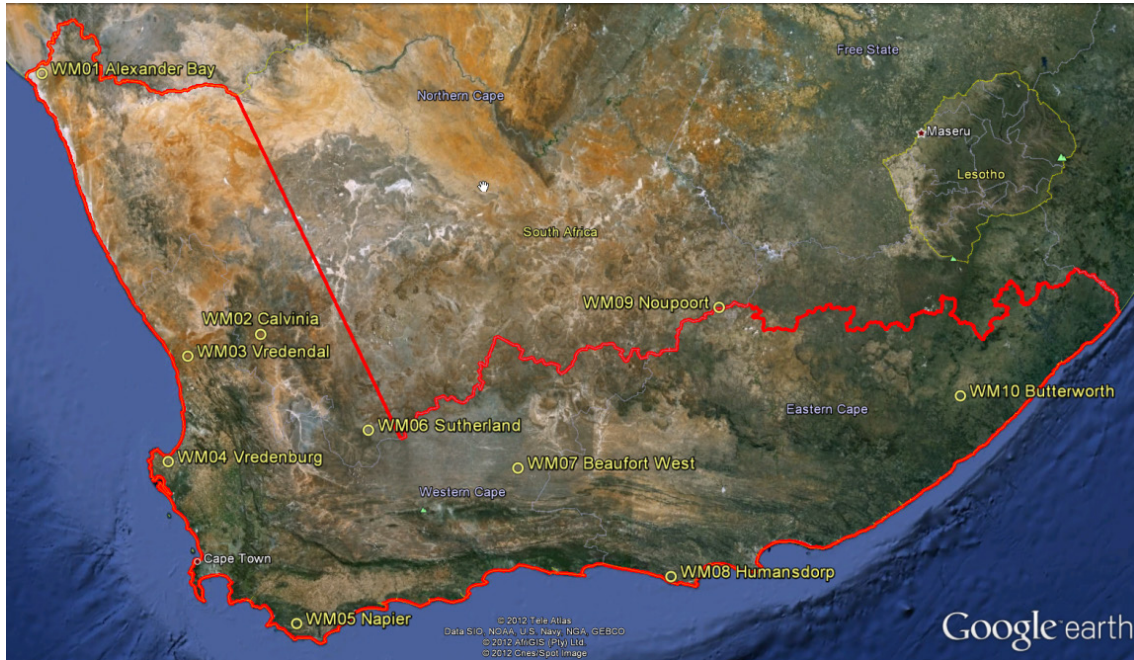 Free State
WM01 Alexander Bay
Northern Cape
Maseru
Lesotho
South Africa
WM09 Noupoort
WM02 Calvinia
WM03 Vredendal
WM10 Butterworth
Eastern Cape
WM06 Sutherland
WM04 Vredenburg
WM07 Beaufort West
Western Cape
Cape Town
WM08 Humansdorp
WM05 Napier
© 2012 Tele Atlas
Data SIO, NOAA, U.S. Navy, NGA, GEBCO
© 2012 AfriGIS (Pty) Ltd.
© 2012 Cnes/Spot Image
Google earth